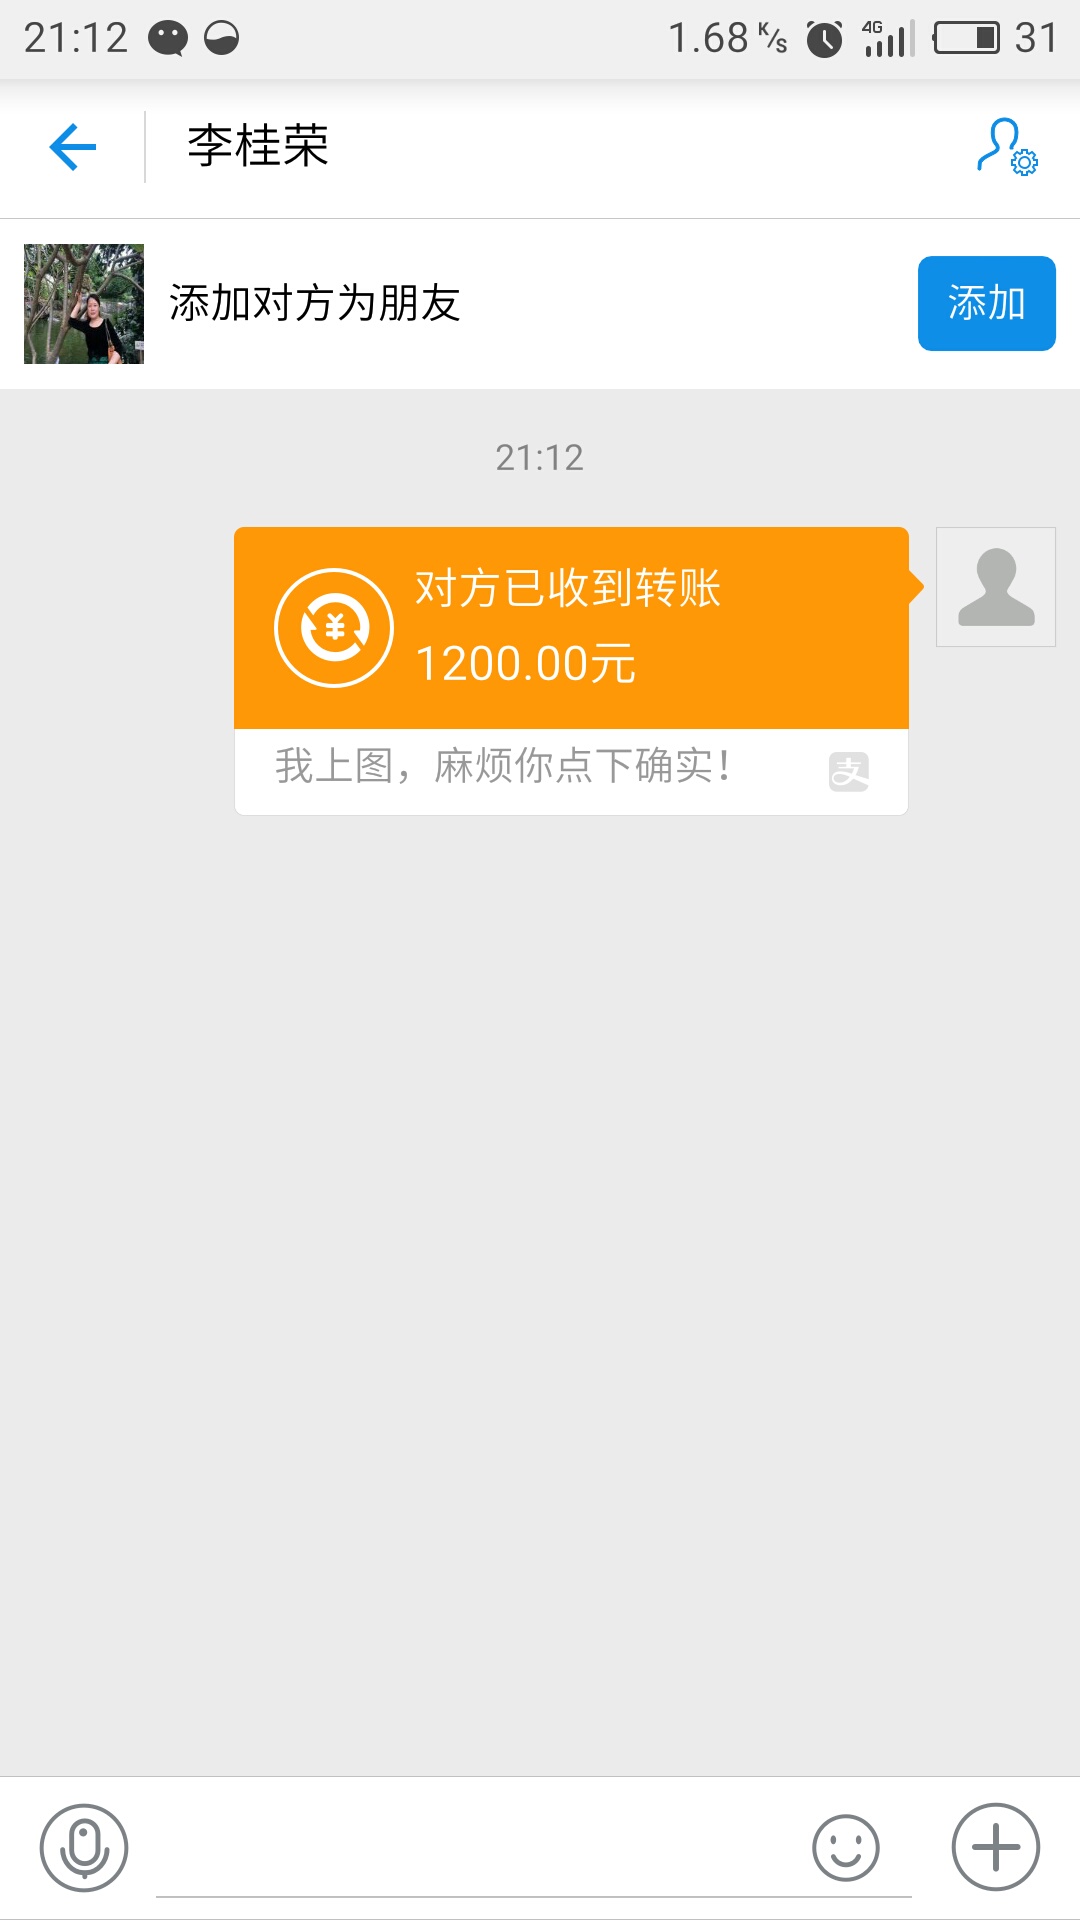 21:12
1.68 K/s 4G 31
李桂荣
添加对方为朋友
添加
21:12
对方已收到转账
1200.00元
我上图，麻烦你点下确实！
支